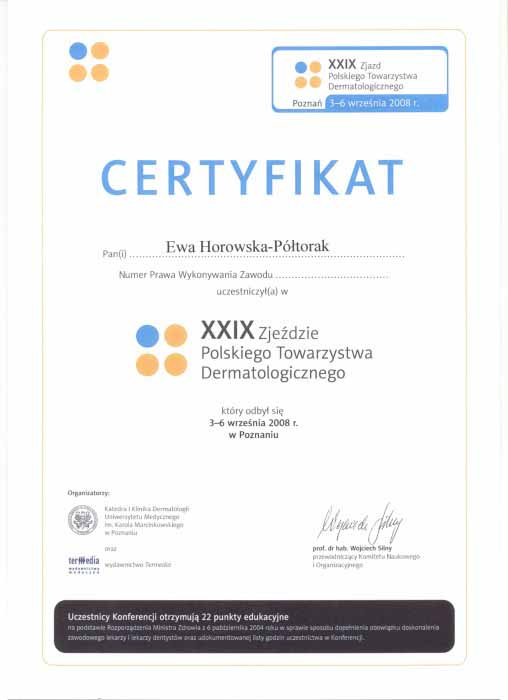 XXIX Zjazd
Polskiego Towarzystwa
Dermatologicznego
Poznań 3–6 września 2008 r.
CERTYFIKAT
Pan(i) Ewa Horowska-Półtorak
Numer Prawa Wykonywania Zawodu
uczestniczył(a) w
XXIX Zjeździe
Polskiego Towarzystwa
Dermatologicznego
który odbył się
3–6 września 2008 r.
w Poznaniu
Organizatorzy:
Katedra i Klinika Dermatologii
Uniwersytetu Medycznego
im. Karola Marcinkowskiego
w Poznaniu
oraz
termedia
wydawnictwo Termedia
Wojciech Silny
prof. dr hab. Wojciech Silny
przewodniczący Komitetu Naukowego
i Organizacyjnego
Uczestnicy Konferencji otrzymują 22 punkty edukacyjne
na podstawie Rozporządzenia Ministra Zdrowia z 6 października 2004 roku w sprawie sposobu dopełnienia obowiązku doskonalenia
zawodowego lekarzy i lekarzy dentystów oraz udokumentowanej listy godzin uczestnictwa w Konferencji.